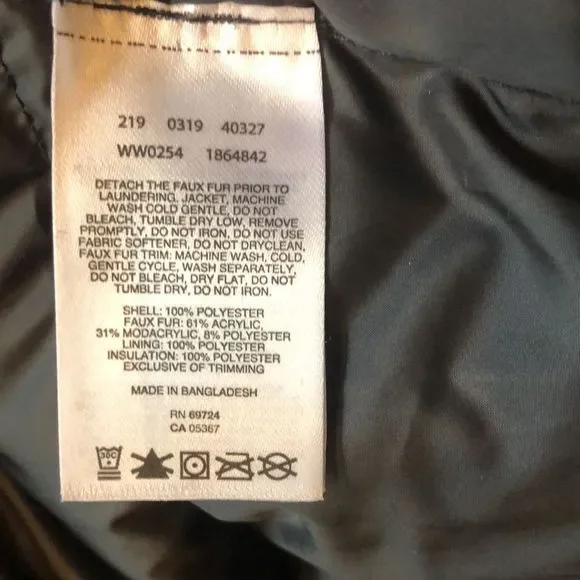 219 0319 40327
WW0254 1864842
DETACH THE FAUX FUR PRIOR TO
LAUNDERING. JACKET, MACHINE
WASH COLD GENTLE, DO NOT
BLEACH, TUMBLE DRY LOW, REMOVE
PROMPTLY, DO NOT IRON, DO NOT USE
FABRIC SOFTENER, DO NOT DRYCLEAN.
FAUX FUR TRIM: MACHINE WASH, COLD,
GENTLE CYCLE, WASH SEPARATELY,
DO NOT BLEACH, DRY FLAT, DO NOT
TUMBLE DRY, DO NOT IRON.
SHELL: 100% POLYESTER
FAUX FUR: 61% ACRYLIC,
31% MODACRYLIC, 8% POLYESTER
LINING: 100% POLYESTER
INSULATION: 100% POLYESTER
EXCLUSIVE OF TRIMMING
MADE IN BANGLADESH
RN 69724
CA 05367
30C